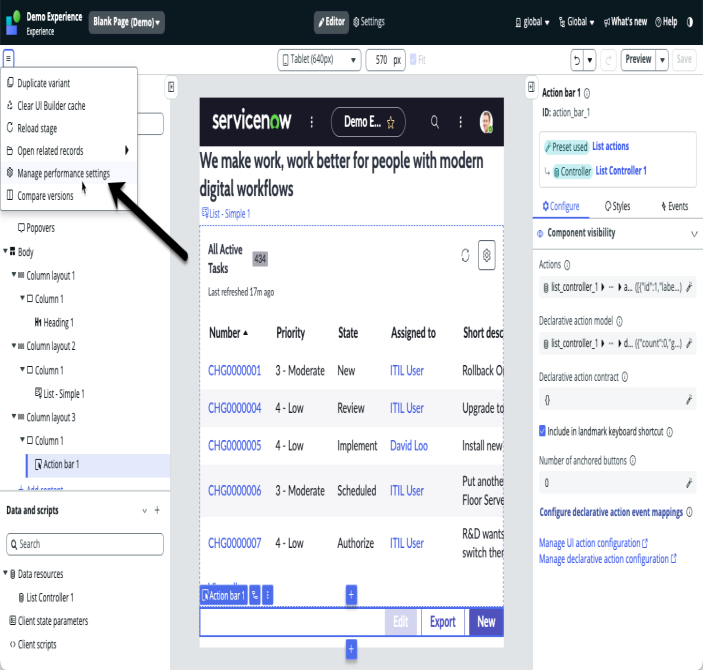 Demo Experience
Experience
Blank Page (Demo)
Editor
Settings
global
Global
What's new
Help
Tablet (640px)
570 px
Fit
Preview
Save
Duplicate variant
Clear UI Builder cache
Reload stage
Open related records
Manage performance settings
Compare versions
Popovers
Body
Column layout 1
Column 1
Heading 1
Column layout 2
Column 1
List - Simple 1
Column layout 3
Column 1
Action bar 1
+ Add content
Data and scripts
Search
Data resources
List Controller 1
Client state parameters
Client scripts
servicenow
Demo E...
We make work, work better for people with modern
digital workflows
List - Simple 1
All Active
Tasks
434
Last refreshed 17m ago
Number Priority State Assigned to Short desc
CHG0000001 3 - Moderate New ITIL User Rollback O
CHG0000004 4 - Low Review ITIL User Upgrade to
CHG0000005 4 - Low Implement David Loo Install new
CHG0000006 3 - Moderate Scheduled ITIL User Put anothe
Floor Serve
CHG0000007 4 - Low Authorize ITIL User R&D wants
switch ther
Action bar 1
Edit
Export
New
Action bar 1
ID: action_bar_1
Preset used List actions
Controller List Controller 1
Configure
Styles
Events
Component visibility
Actions
list_controller_1 ▸ ··· ▸ a... ([{"id":1,"labe...)
Declarative action model
list_controller_1 ▸ ··· ▸ d... ({"count":0,"g...)
Declarative action contract
{}
Include in landmark keyboard shortcut
Number of anchored buttons
0
Configure declarative action event mappings
Manage UI action configuration
Manage declarative action configuration